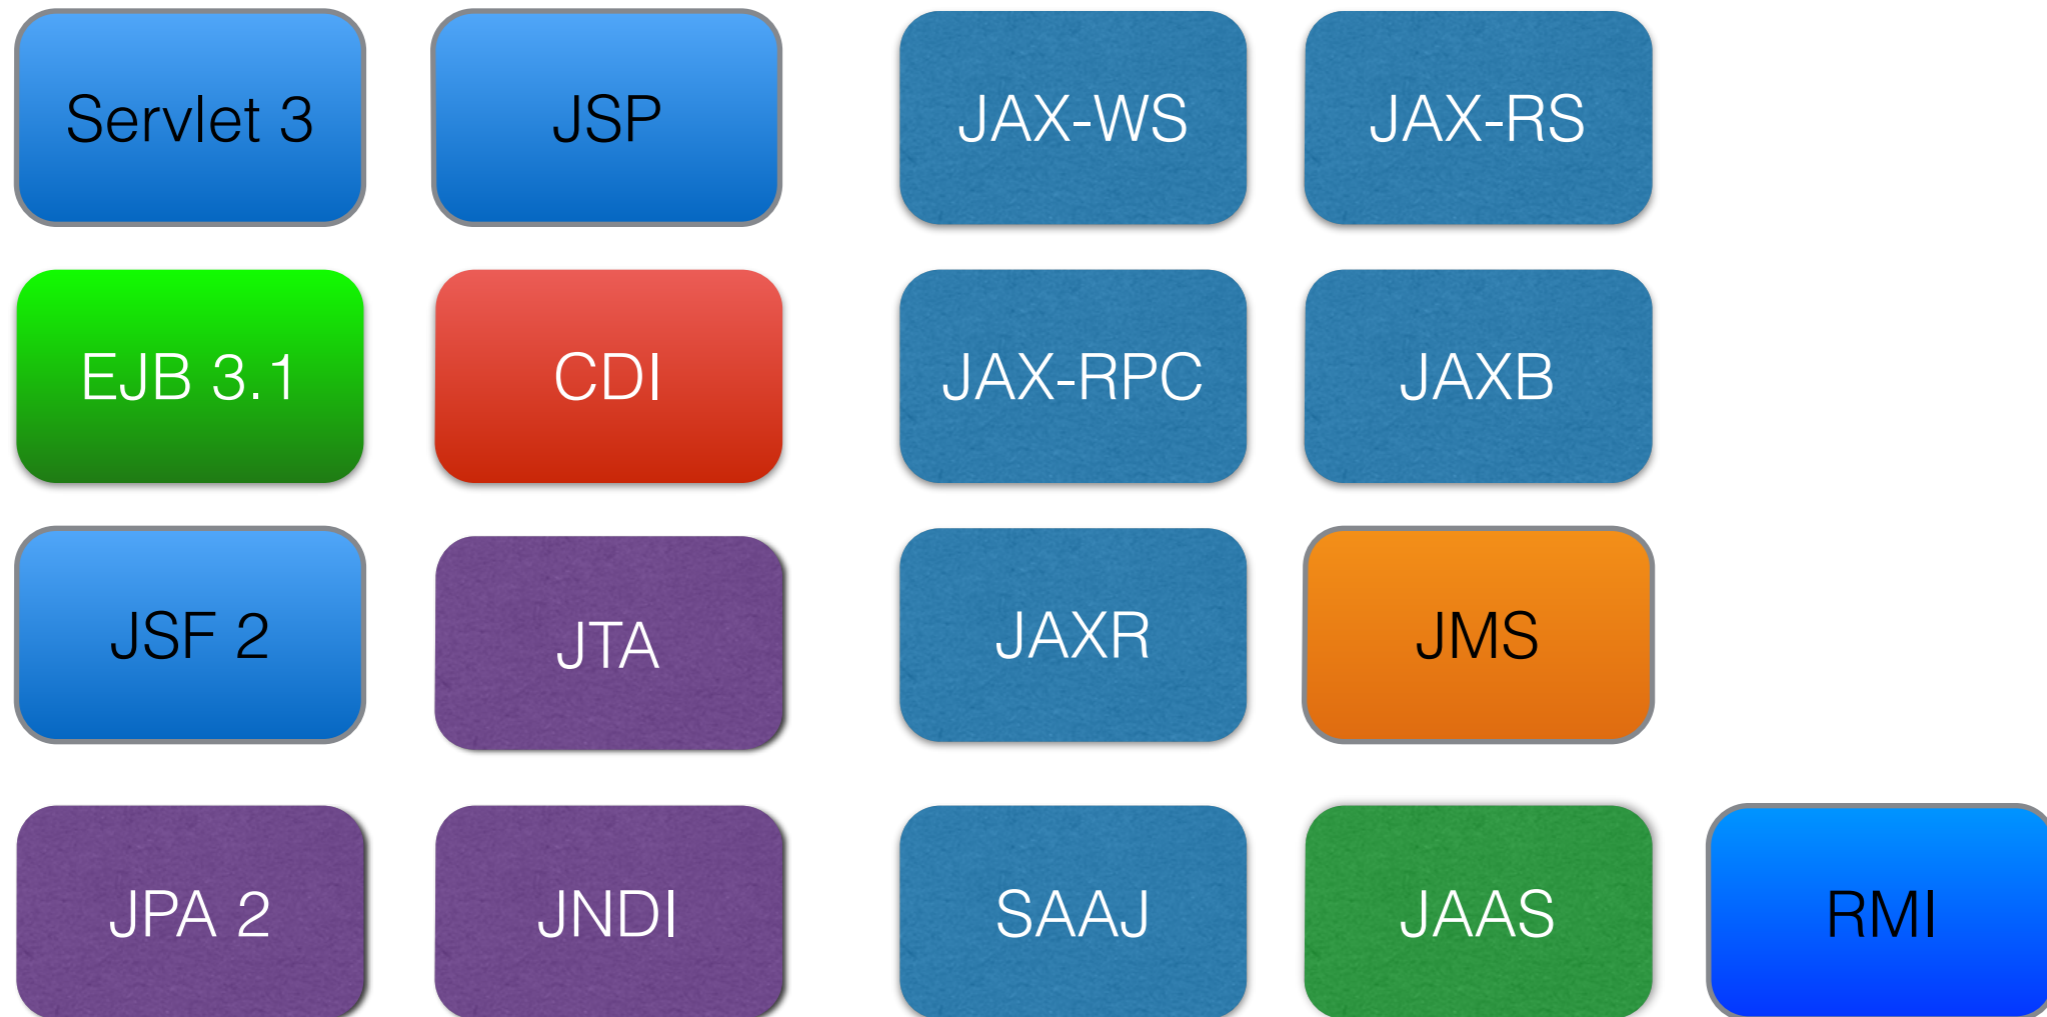 Servlet 3
JSP
JAX-WS
JAX-RS
EJB 3.1
CDI
JAX-RPC
JAXB
JSF 2
JTA
JAXR
JMS
JPA 2
JNDI
SAAJ
JAAS
RMI